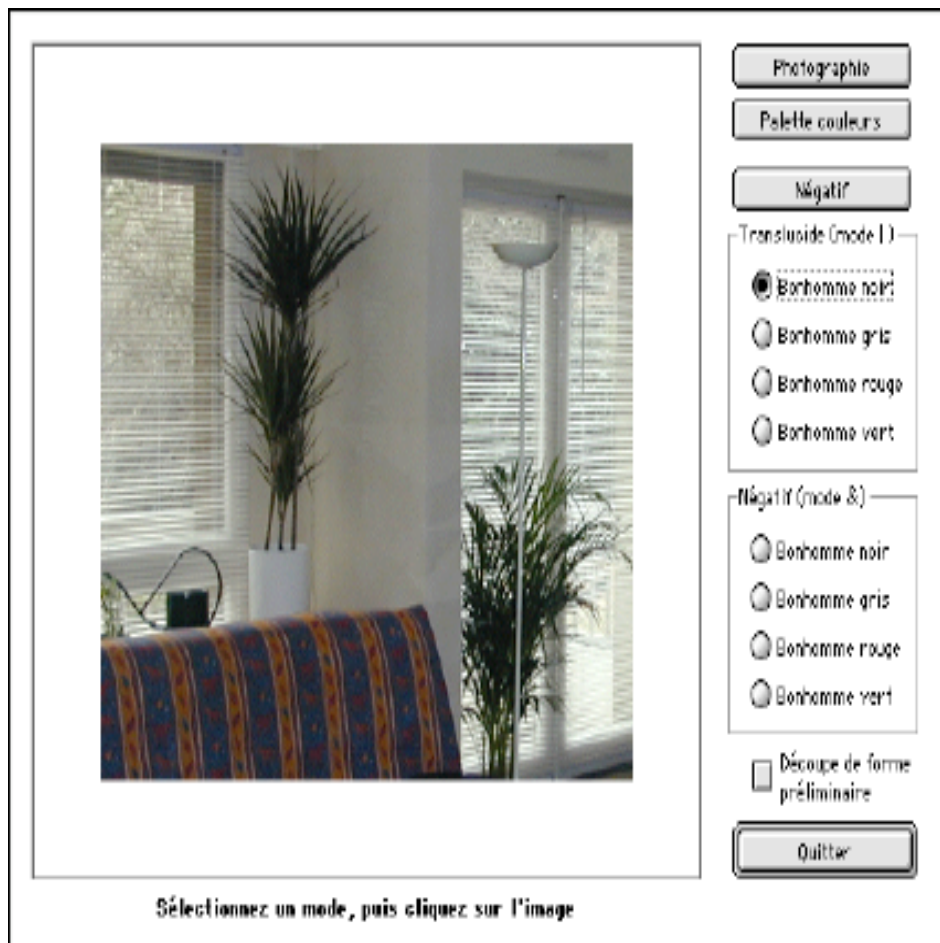 Photographie
Palette couleurs
Négatif
Translucide (mode | )
Bonhomme noir
Bonhomme gris
Bonhomme rouge
Bonhomme vert
Négatif (mode &)
Bonhomme noir
Bonhomme gris
Bonhomme rouge
Bonhomme vert
Découpe de forme
préliminaire
Quitter
Sélectionnez un mode, puis cliquez sur l'image